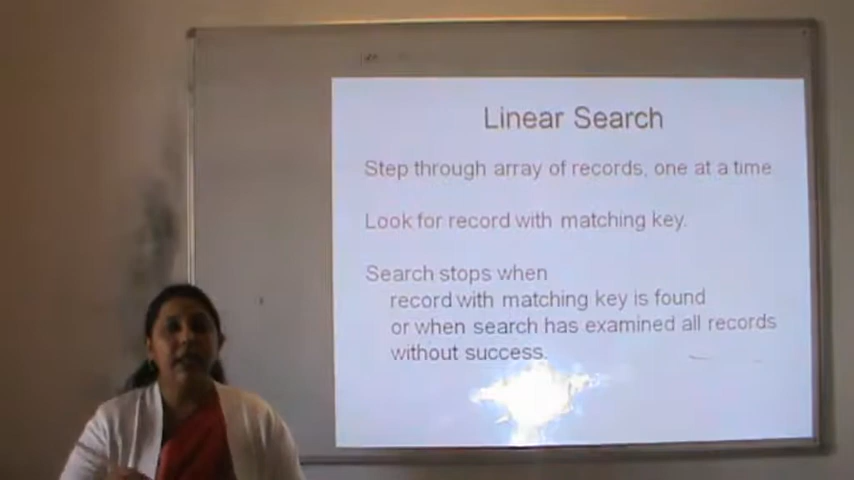 Linear Search
Step through array of records, one at a time
Look for record with matching key.
Search stops when
record with matching key is found
or when search has examined all records
without success.